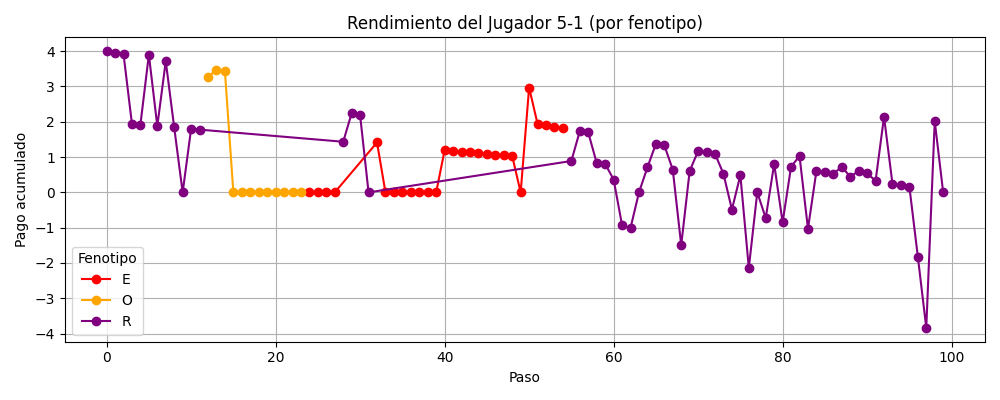 Rendimiento del Jugador 5-1 (por fenotipo)
Pago acumulado
4
3
2
1
0
−1
−2
−3
−4
Fenotipo
E
O
R
0 20 40 60 80 100
Paso